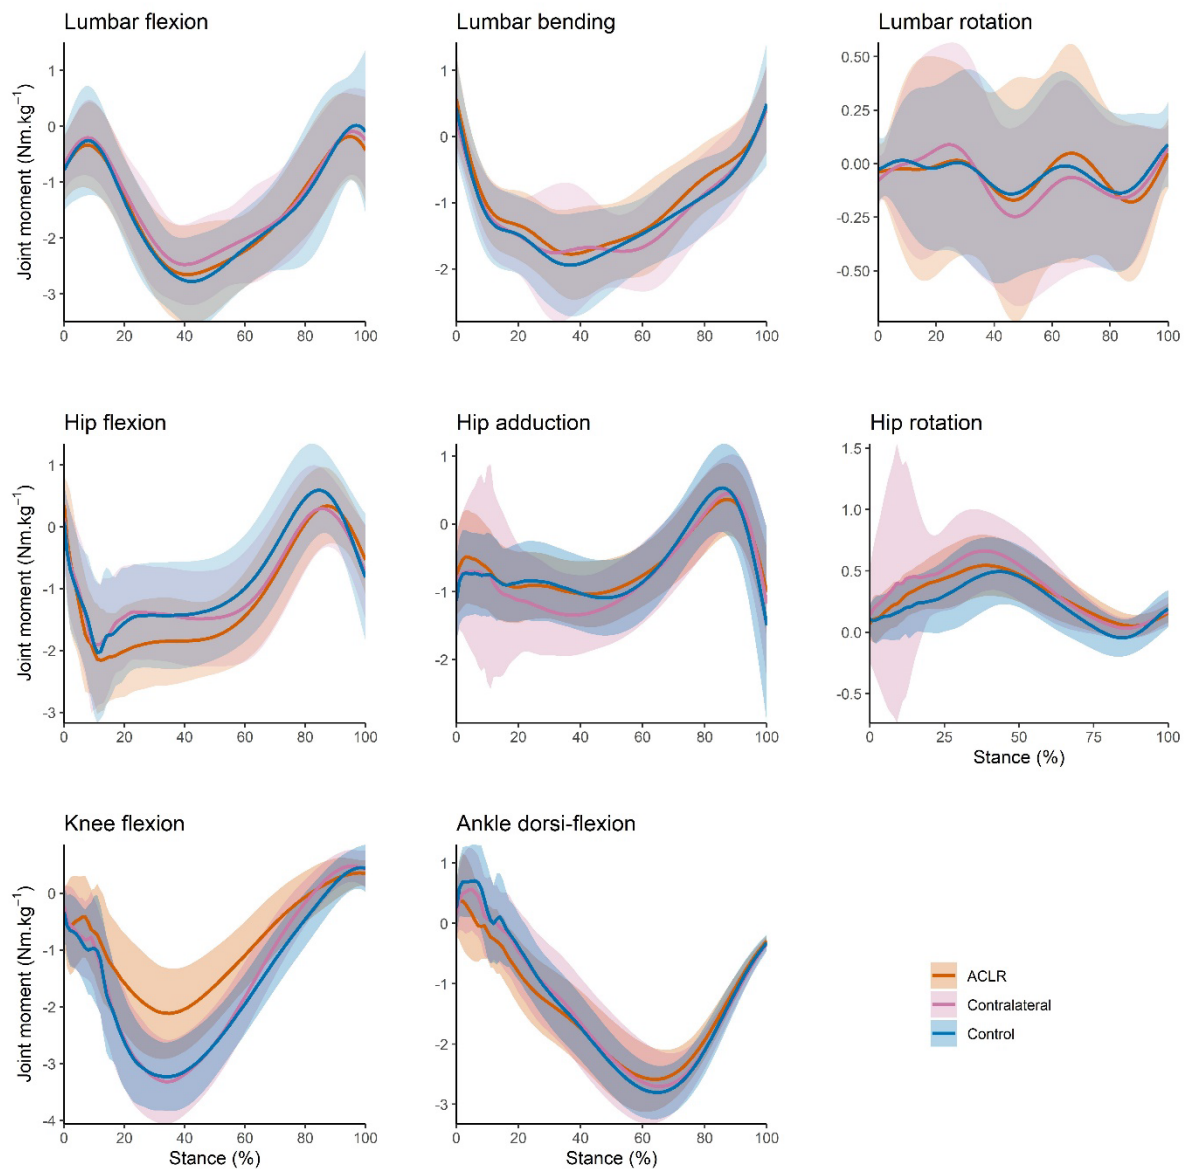 Lumbar flexion
Lumbar bending
Lumbar rotation
Joint moment (Nm.kg⁻¹)
1
0
-1
-2
-3
0 20 40 60 80 100
0
-1
-2
0 20 40 60 80 100
0.50
0.25
0.00
-0.25
-0.50
0 20 40 60 80 100
Hip flexion
Hip adduction
Hip rotation
Joint moment (Nm.kg⁻¹)
1
0
-1
-2
-3
0 20 40 60 80 100
1
0
-1
-2
0 20 40 60 80 100
1.5
1.0
0.5
0.0
-0.5
0 25 50 75 100
Stance (%)
Knee flexion
Ankle dorsi-flexion
Joint moment (Nm.kg⁻¹)
0
-1
-2
-3
-4
0 20 40 60 80 100
Stance (%)
1
0
-1
-2
-3
0 20 40 60 80 100
Stance (%)
ACLR
Contralateral
Control